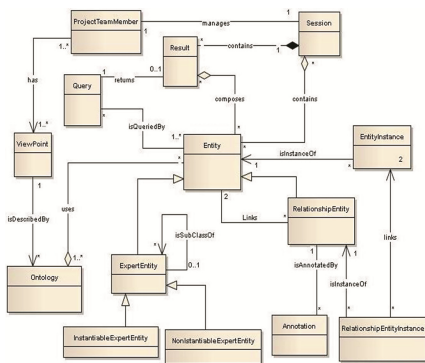 ProjectTeamMember
manages
1
Session
1
1..*
Result
*
contains
1
*
has
Query
1
returns
0..1
*
*
composes
contains
isQueriedBy
1..*
*
*
1..*
Entity
EntityInstance
ViewPoint
*
1
isInstanceOf
*
2
1
uses
2
Links
*
RelationshipEntity
isDescribedBy
isSubClassOf
*
links
*
1..*
ExpertEntity
0..1
1
1
Ontology
isAnnotatedBy
isInstanceOf
*
*
*
InstantiableExpertEntity
NonIstantiableExpertEntity
Annotation
RelationshipEntityInstance